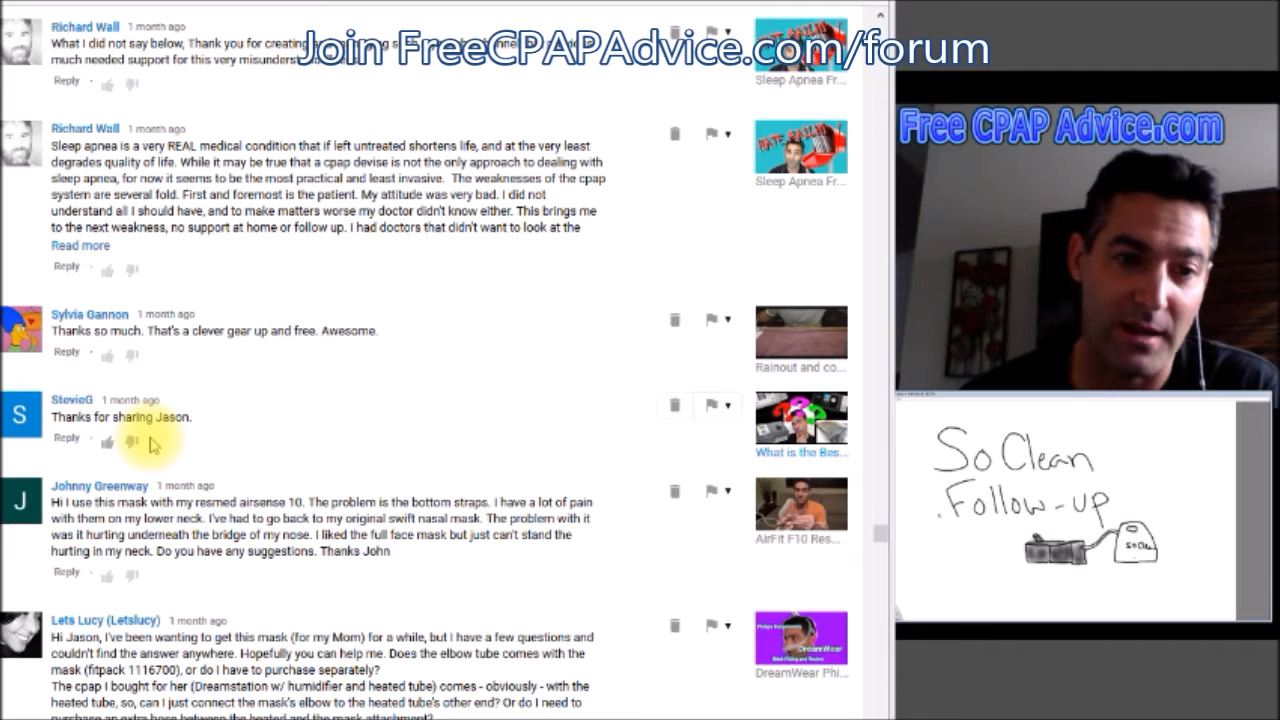 Join FreeCPAPAdvice.com/forum
Richard Wall 1 month ago
What I did not say below, Thank you for creating
much needed support for this very
Reply
Sleep Apnea Fr...
Richard Wall 1 month ago
Sleep apnea is a very REAL medical condition that if left untreated shortens life, and at the very least
degrades quality of life. While it may be true that a cpap devise is not the only approach to dealing with
sleep apnea, for now it seems to be the most practical and least invasive. The weaknesses of the cpap
system are several fold. First and foremost is the patient. My attitude was very bad. I did not
understand all I should have, and to make matters worse my doctor didn't know either. This brings me
to the next weakness, no support at home or follow up. I had doctors that didn't want to look at the
Read more
Reply
Sleep Apnea Fr...
Sylvia Gannon 1 month ago
Thanks so much. That's a clever gear up and free. Awesome.
Reply
Rainout and co...
S
StevieG 1 month ago
Thanks for sharing Jason.
Reply
What is the Bes...
J
Johnny Greenway 1 month ago
Hi I use this mask with my resmed airsense 10. The problem is the bottom straps. I have a lot of pain
with them on my lower neck. I've had to go back to my original swift nasal mask. The problem with it
was it hurting underneath the bridge of my nose. I liked the full face mask but just can't stand the
hurting in my neck. Do you have any suggestions. Thanks John
Reply
AirFit F10 Res...
Lets Lucy (Letslucy) 1 month ago
Hi Jason, I've been wanting to get this mask (for my Mom) for a while, but I have a few questions and
couldn't find the answer anywhere. Hopefully you can help me. Does the elbow tube comes with the
mask (fitpack 1116700), or do I have to purchase separately?
The cpap I bought for her (Dreamstation w/ humidifier and heated tube) comes - obviously - with the
heated tube, so, can I just connect the mask's elbow to the heated tube's other end? Or do I need to
purchase an extra hose between the heated and the mask attachment?
DreamWear
DreamWear Phi...
Free CPAP Advice.com
So Clean
Follow-up
SoClean